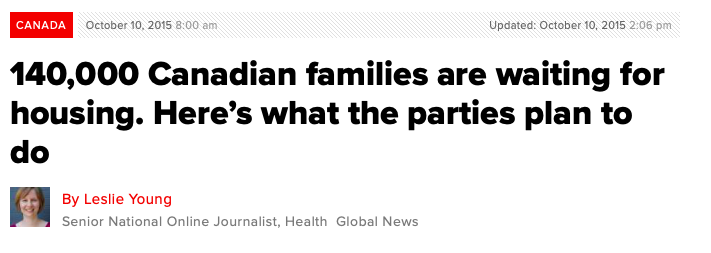 CANADA October 10, 2015 8:00 am Updated: October 10, 2015 2:06 pm
140,000 Canadian families are waiting for
housing. Here’s what the parties plan to
do
By Leslie Young
Senior National Online Journalist, Health Global News